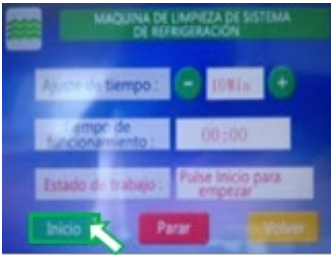 MAQUINA DE LIMPIEZA DE SISTEMA
DE REFRIGERACIÓN
Ajuste de tiempo :
-
10Min
+
Tiempo de
funcionamiento :
00:00
Estado de trabajo :
Pulse Inicio para
empezar
Inicio
Parar
Volver